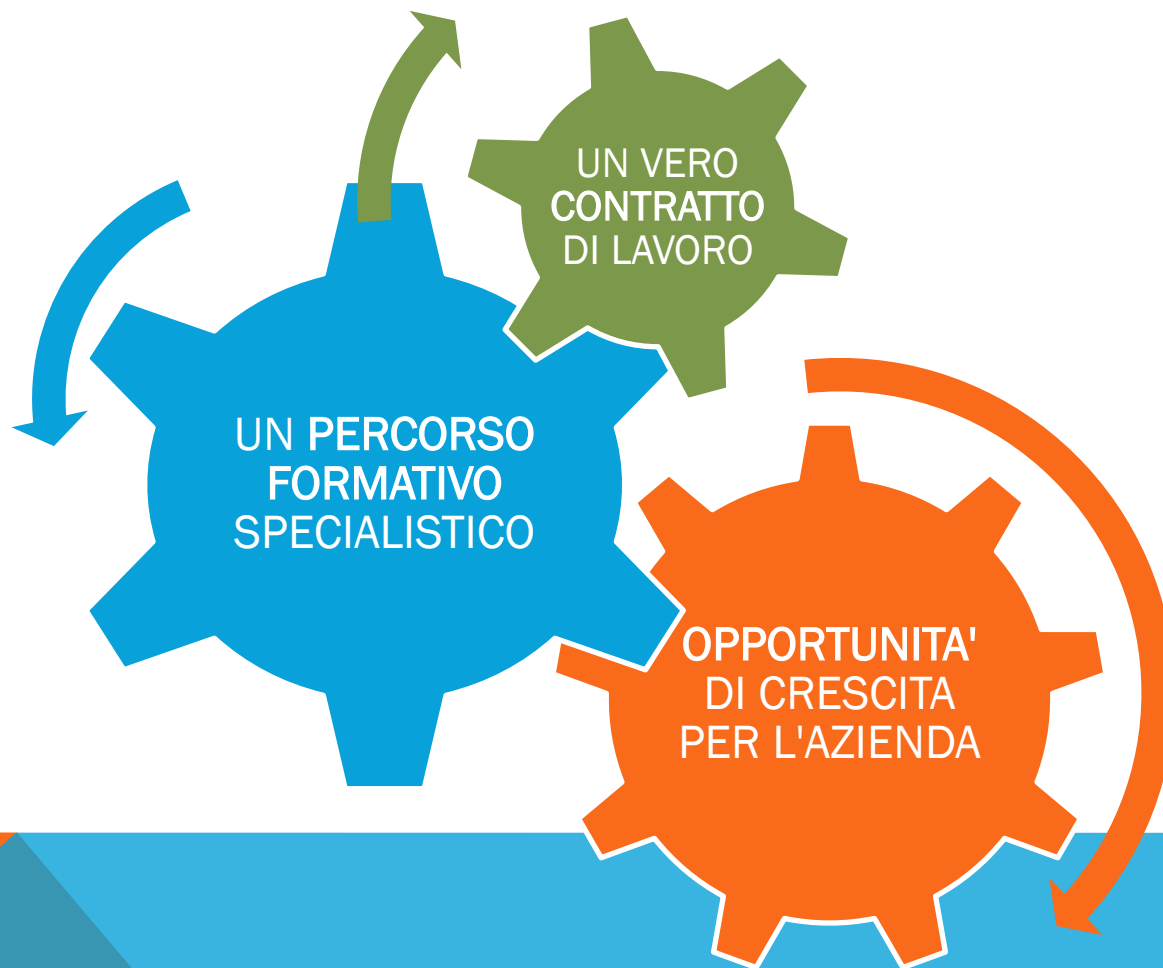 UN VERO
CONTRATTO
DI LAVORO
UN PERCORSO
FORMATIVO
SPECIALISTICO
OPPORTUNITA'
DI CRESCITA
PER L'AZIENDA